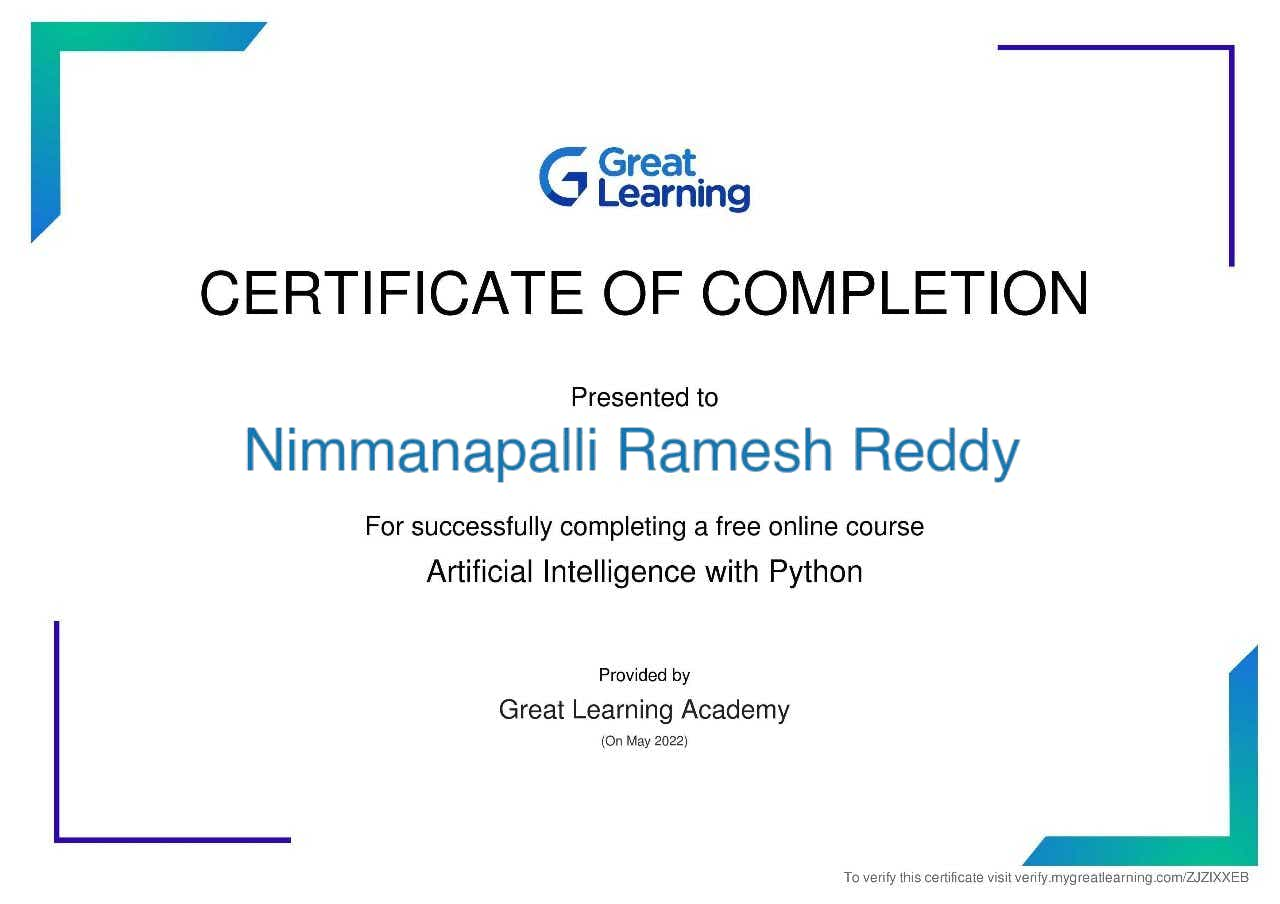 Great
Learning
CERTIFICATE OF COMPLETION
Presented to
Nimmanapalli Ramesh Reddy
For successfully completing a free online course
Artificial Intelligence with Python
Provided by
Great Learning Academy
(On May 2022)
To verify this certificate visit verify.mygreatlearning.com/ZJZIXXEB